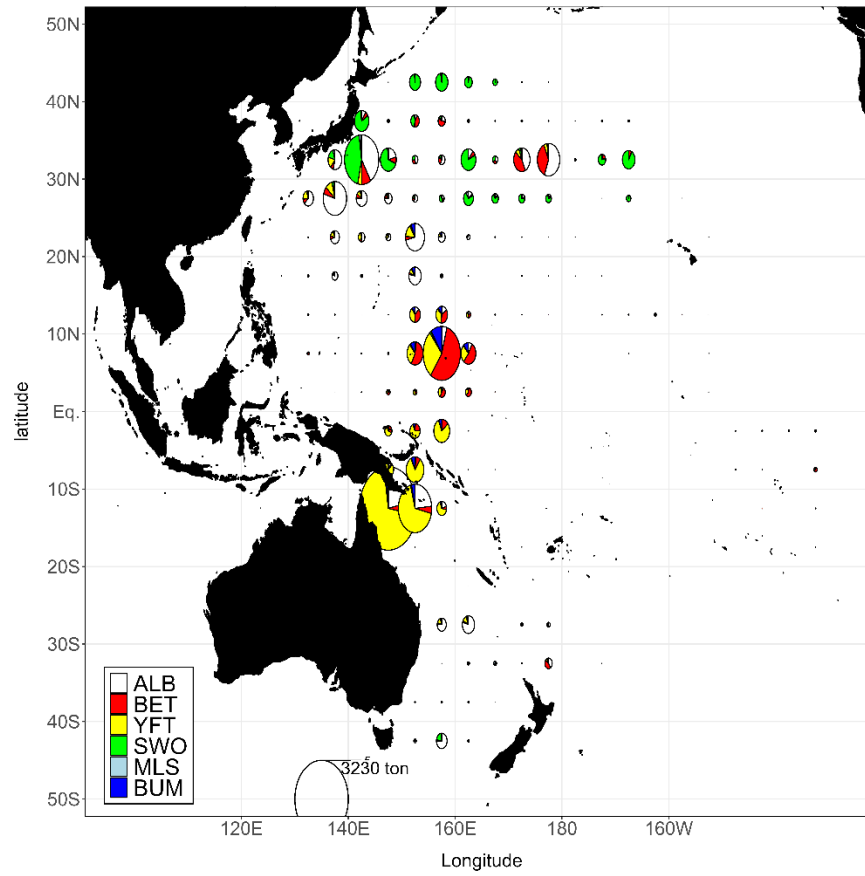 50N
40N
30N
20N
10N
Eq.
10S
20S
30S
40S
50S
latitude
ALB
BET
YFT
SWO
MLS
BUM
3230 ton
120E 140E 160E 180 160W
Longitude